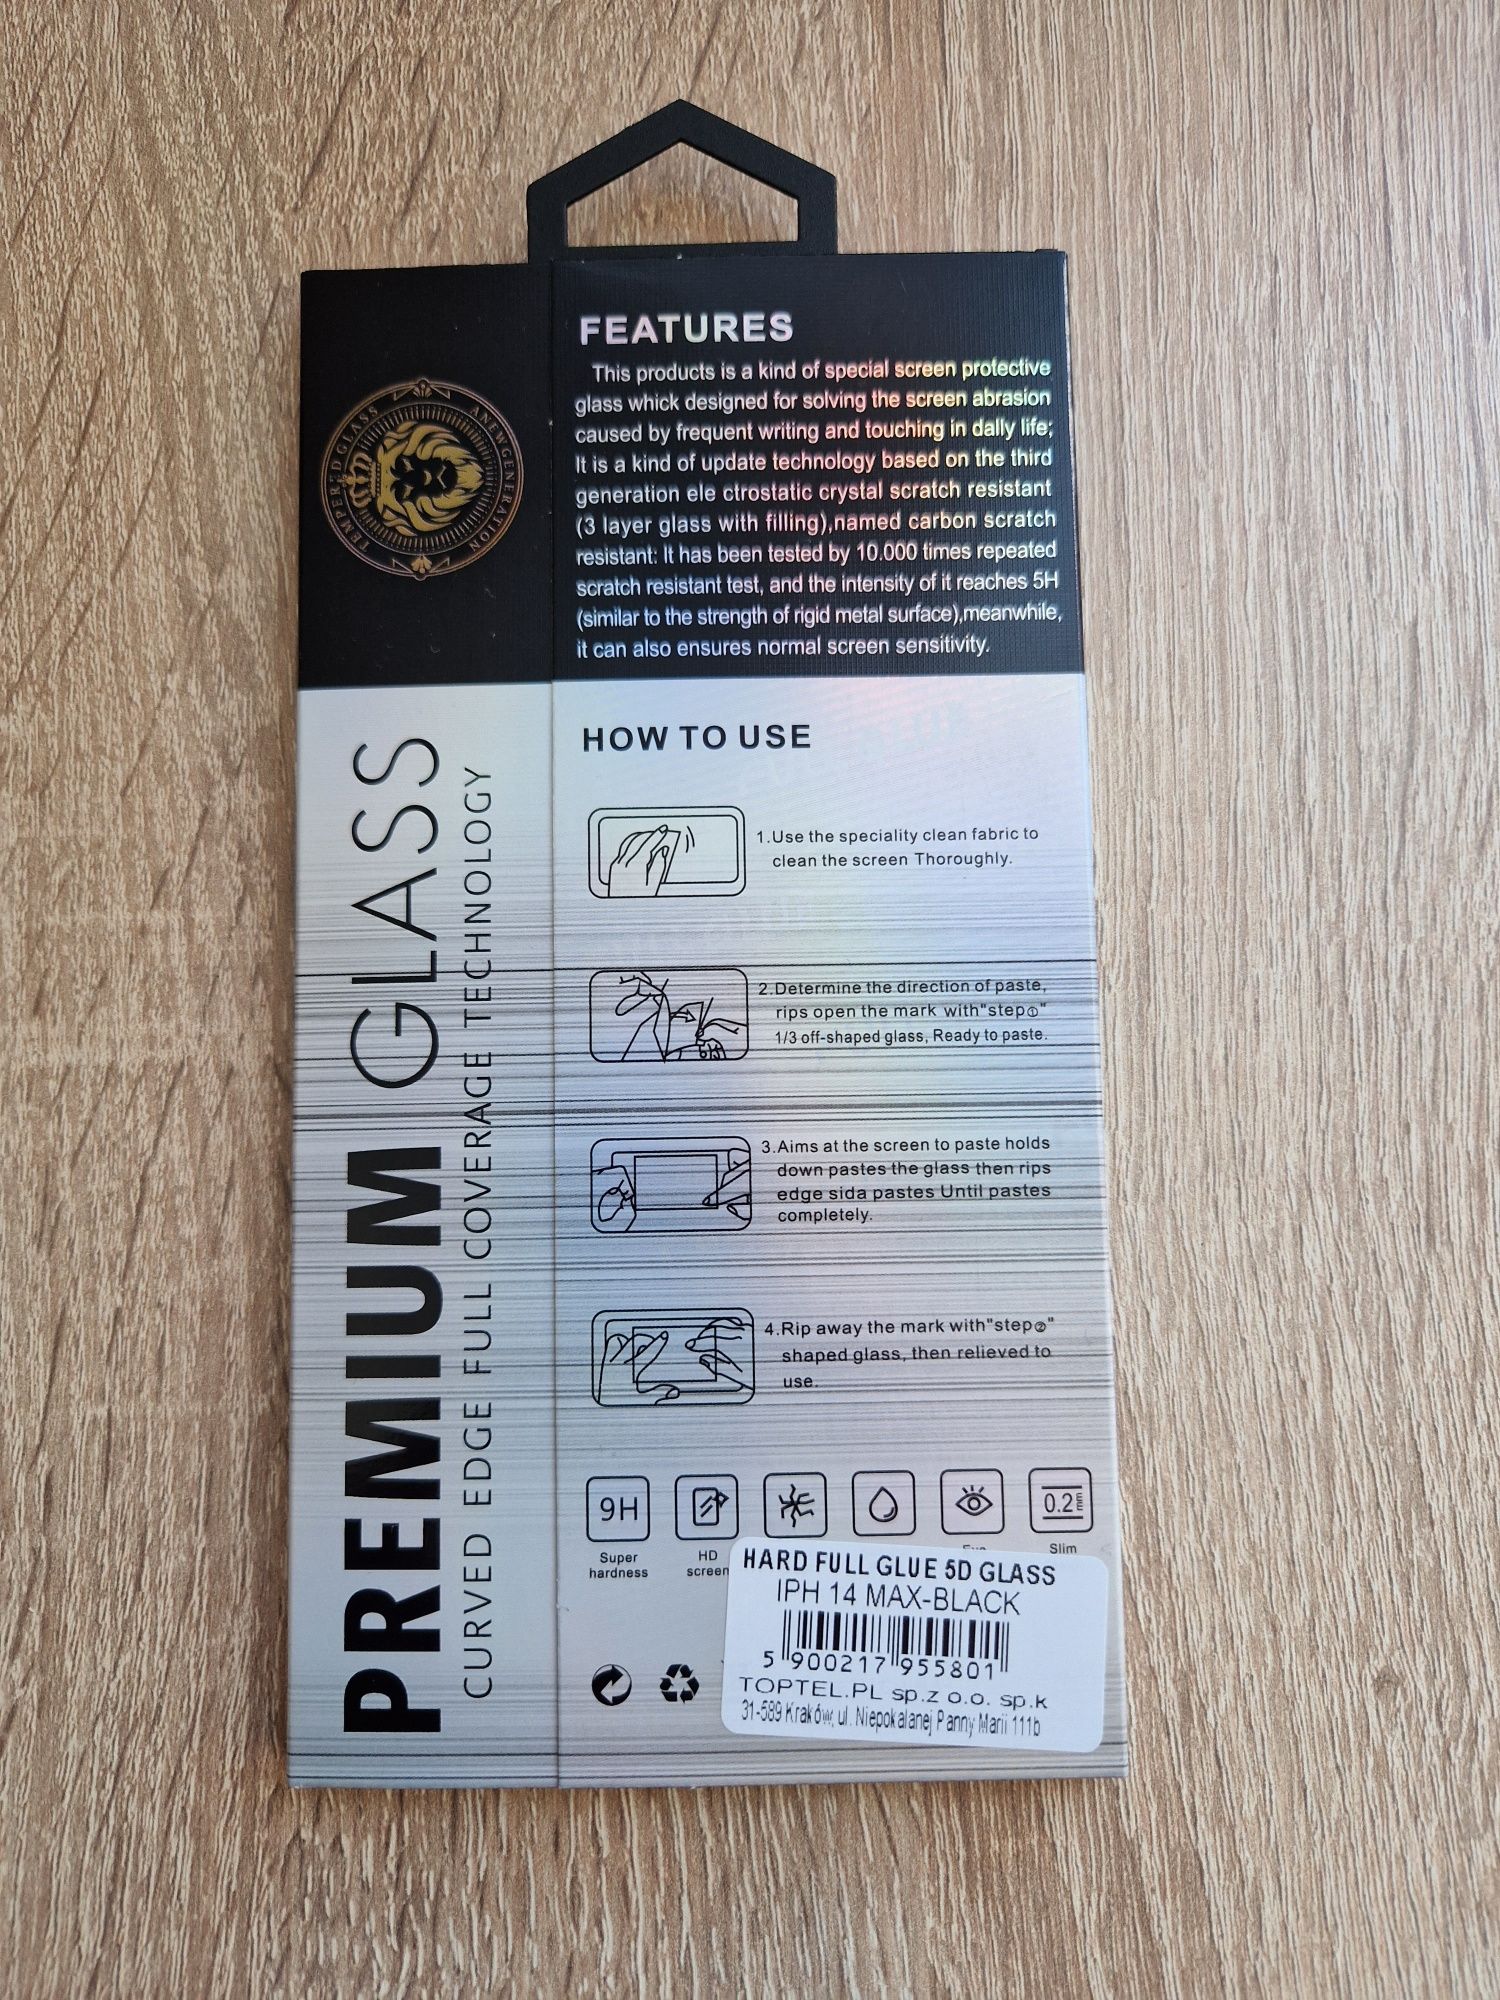 TEMPEREDGLASS
ANEWGENERATION
PREMIUM GLASS
CURVED EDGE FULL COVERAGE TECHNOLOGY
FEATURES
This products is a kind of special screen protective
glass whick designed for solving the screen abrasion
caused by frequent writing and touching in dally life;
It is a kind of update technology based on the third
generation ele ctrostatic crystal scratch resistant
(3 layer glass with filling),named carbon scratch
resistant: It has been tested by 10.000 times repeated
scratch resistant test, and the intensity of it reaches 5H
(similar to the strength of rigid metal surface),meanwhile,
it can also ensures normal screen sensitivity.
HOW TO USE
1.Use the speciality clean fabric to
clean the screen Thoroughly.
2.Determine the direction of paste,
rips open the mark with"step①"
1/3 off-shaped glass, Ready to paste.
3.Aims at the screen to paste holds
down pastes the glass then rips
edge sida pastes Until pastes
completely.
4.Rip away the mark with"step②"
shaped glass, then relieved to
use.
9H
0.2mm
Super
hardness
HD
screen
Slim
HARD FULL GLUE 5D GLASS
IPH 14 MAX-BLACK
5 900217 955801
TOPTEL.PL sp.z o.o. sp.k
31-589 Kraków, ul. Niepokalanej Panny Marii 111b